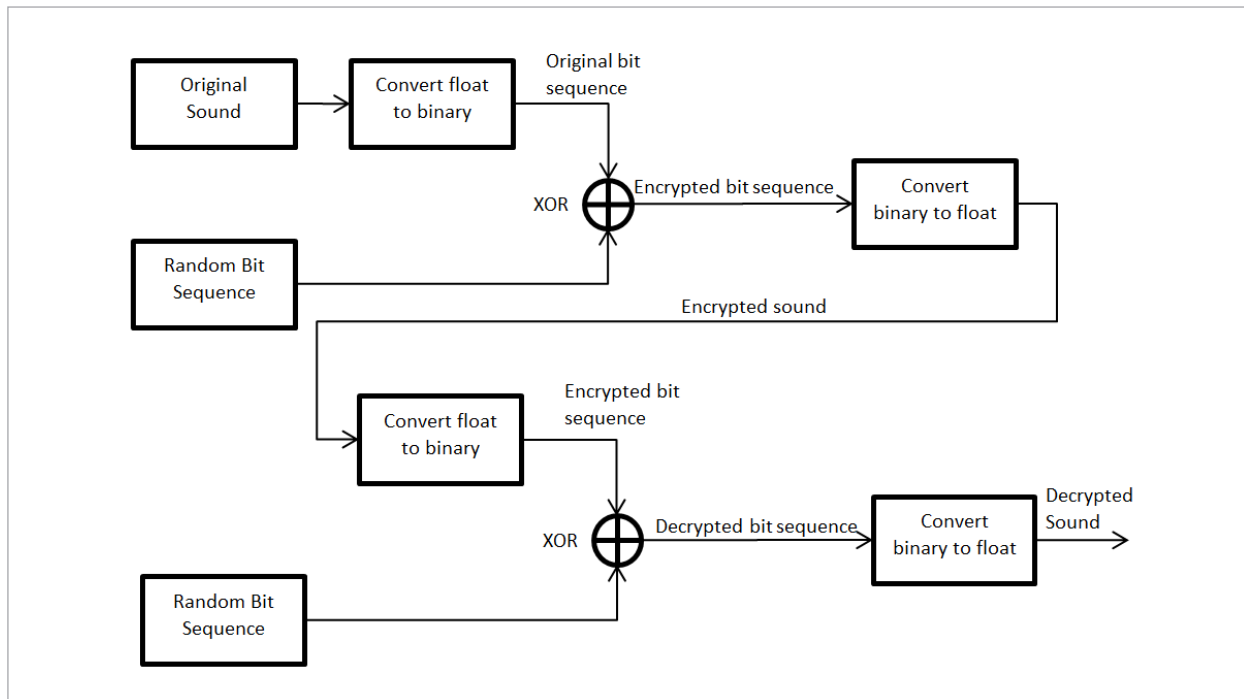 Original
Sound
Convert float
to binary
Original bit
sequence
XOR
Encrypted bit sequence
Convert
binary to float
Random Bit
Sequence
Encrypted sound
Convert float
to binary
Encrypted bit
sequence
XOR
Decrypted bit sequence
Convert
binary to float
Decrypted
Sound
Random Bit
Sequence